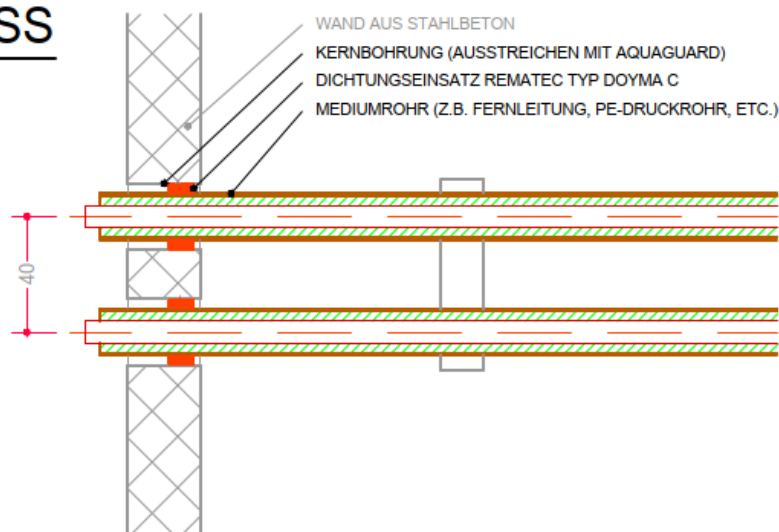 SS
WAND AUS STAHLBETON
KERNBOHRUNG (AUSSTREICHEN MIT AQUAGUARD)
DICHTUNGSEINSATZ REMATEC TYP DOYMA C
MEDIUMROHR (Z.B. FERNLEITUNG, PE-DRUCKROHR, ETC.)
40